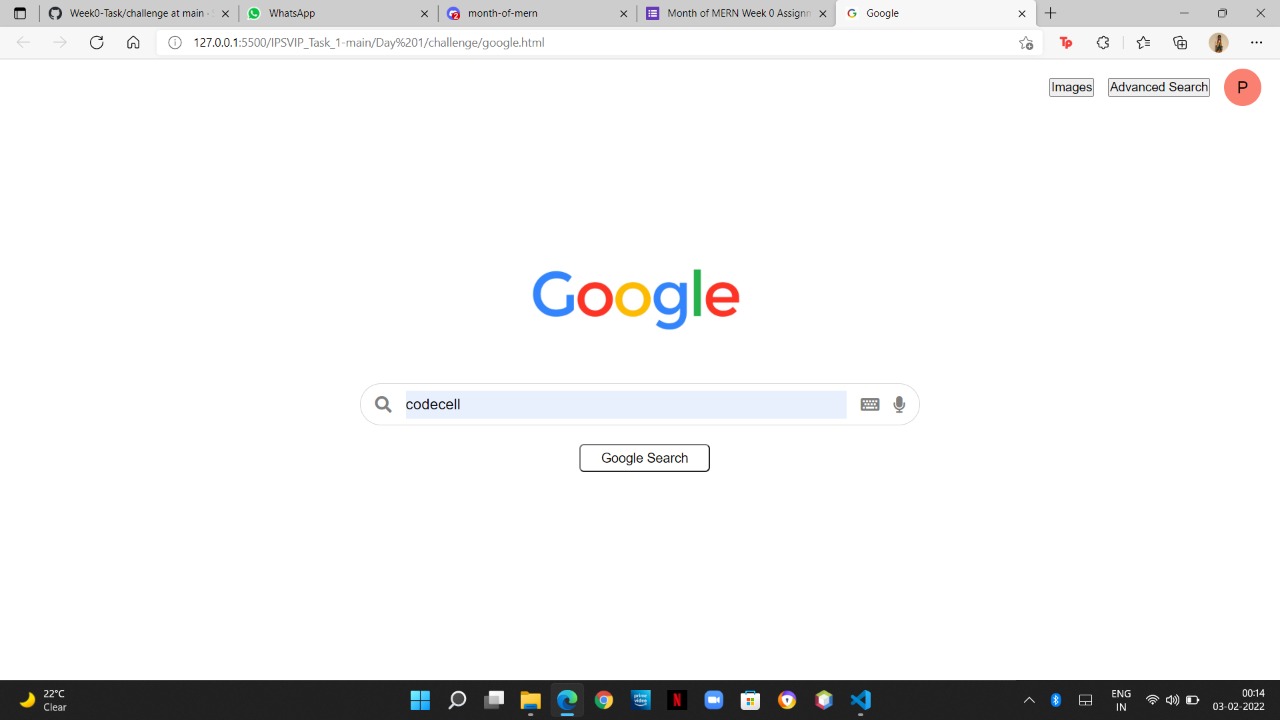 Week0-Task/challenge at main ·
WhatsApp
month-of-mern
Month of MERN Week 0 Assignm
Google
127.0.0.1:5500/IPSVIP_Task_1-main/Day%201/challenge/google.html
Images
Advanced Search
P
Google
codecell
Google Search
22°C
Clear
ENG
IN
00:14
03-02-2022